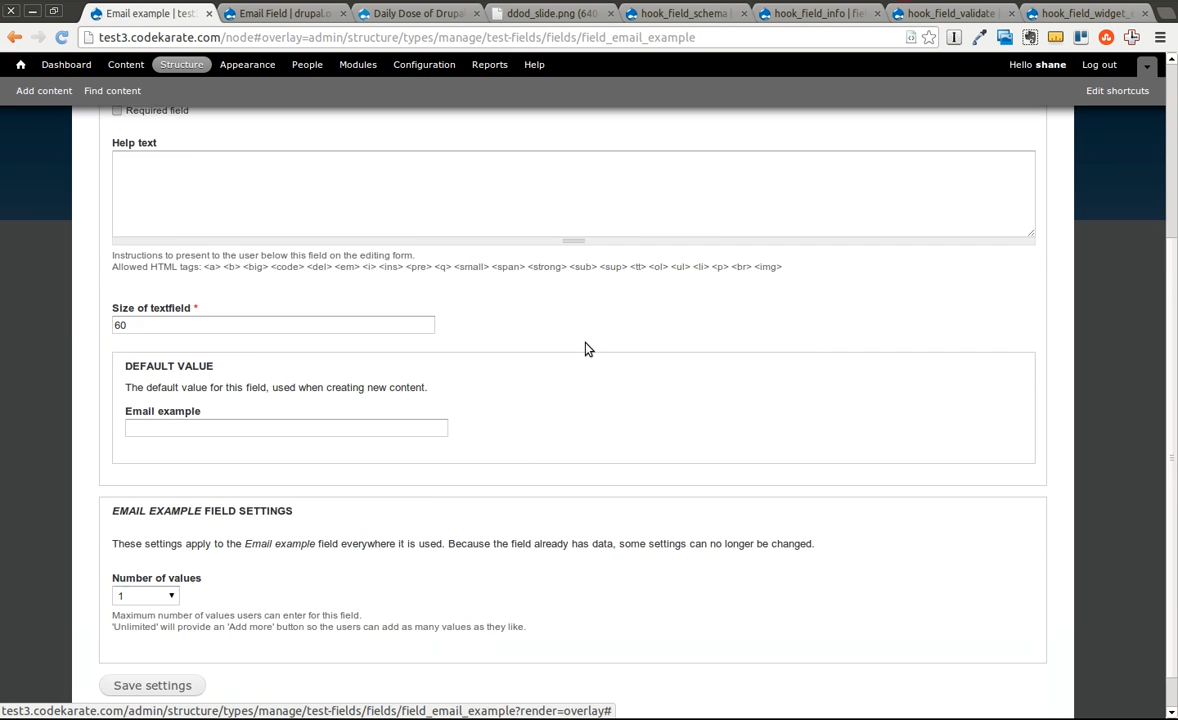 Email example | test
Email Field | drupal.o
Daily Dose of Drupa
ddod_slide.png (640
hook_field_schema |
hook_field_info | fie
hook_field_validate
hook_field_widget_
test3.codekarate.com/node#overlay=admin/structure/types/manage/test-fields/fields/field_email_example
Dashboard Content Structure Appearance People Modules Configuration Reports Help Hello shane Log out
Add content Find content Edit shortcuts
Required field
Help text
Instructions to present to the user below this field on the editing form.
Allowed HTML tags: <a> <b> <big> <code> <del> <em> <i> <ins> <pre> <q> <small> <span> <strong> <sub> <sup> <tt> <ol> <ul> <li> <p> <br> <img>
Size of textfield *
60
DEFAULT VALUE
The default value for this field, used when creating new content.
Email example
EMAIL EXAMPLE FIELD SETTINGS
These settings apply to the Email example field everywhere it is used. Because the field already has data, some settings can no longer be changed.
Number of values
1
Maximum number of values users can enter for this field.
'Unlimited' will provide an 'Add more' button so the users can add as many values as they like.
Save settings
test3.codekarate.com/admin/structure/types/manage/test-fields/fields/field_email_example?render=overlay#